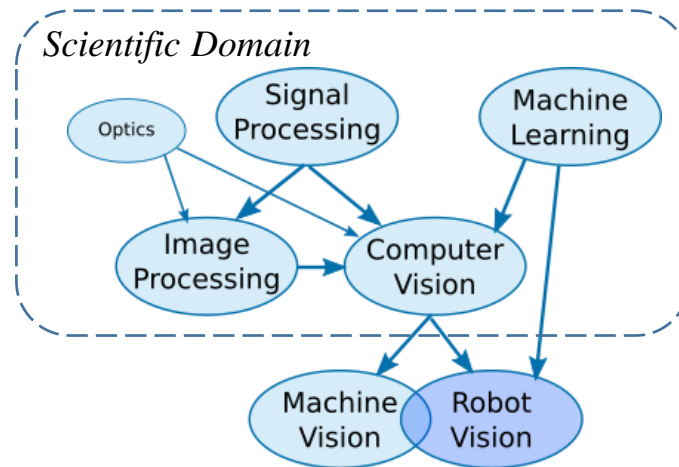 Scientific Domain
Optics
Signal
Processing
Machine
Learning
Image
Processing
Computer
Vision
Machine
Vision
Robot
Vision